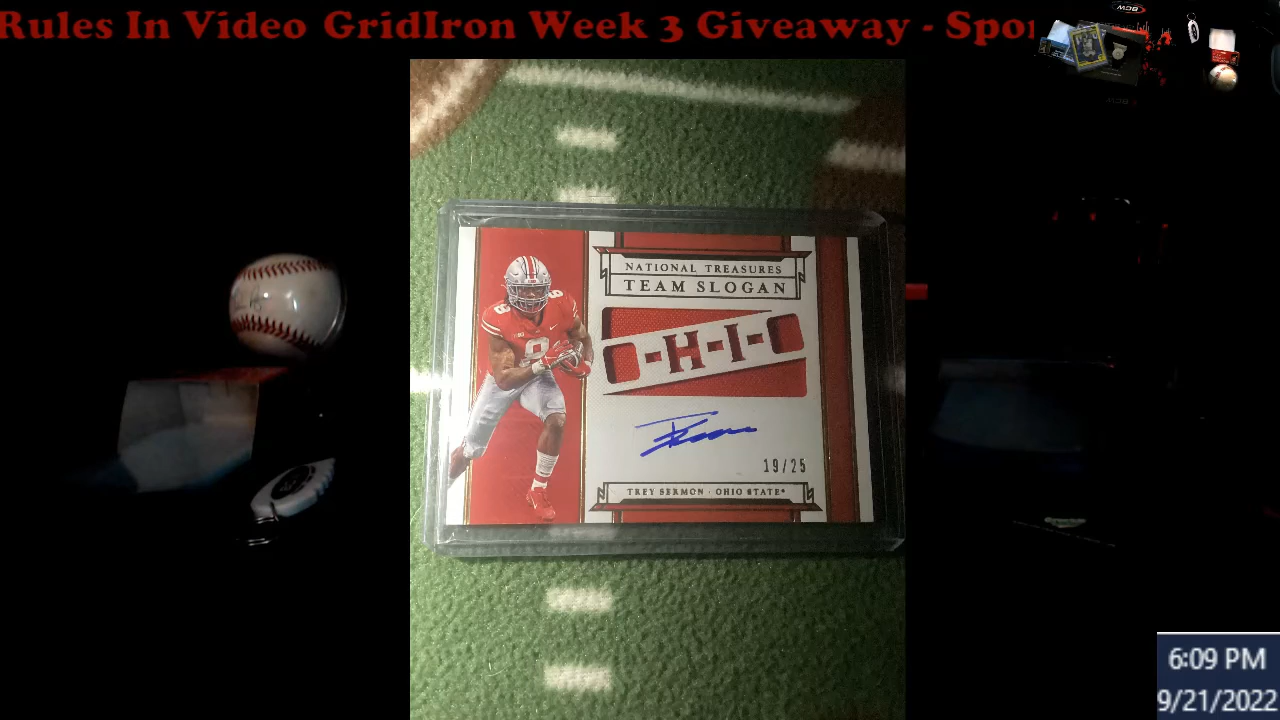 Rules In Video GridIron Week 3 Giveaway - Spo
NATIONAL TREASURES
TEAM SLOGAN
O-H-I-O
19/25
TREY SERMON · OHIO STATE*
6:09 PM
9/21/2022